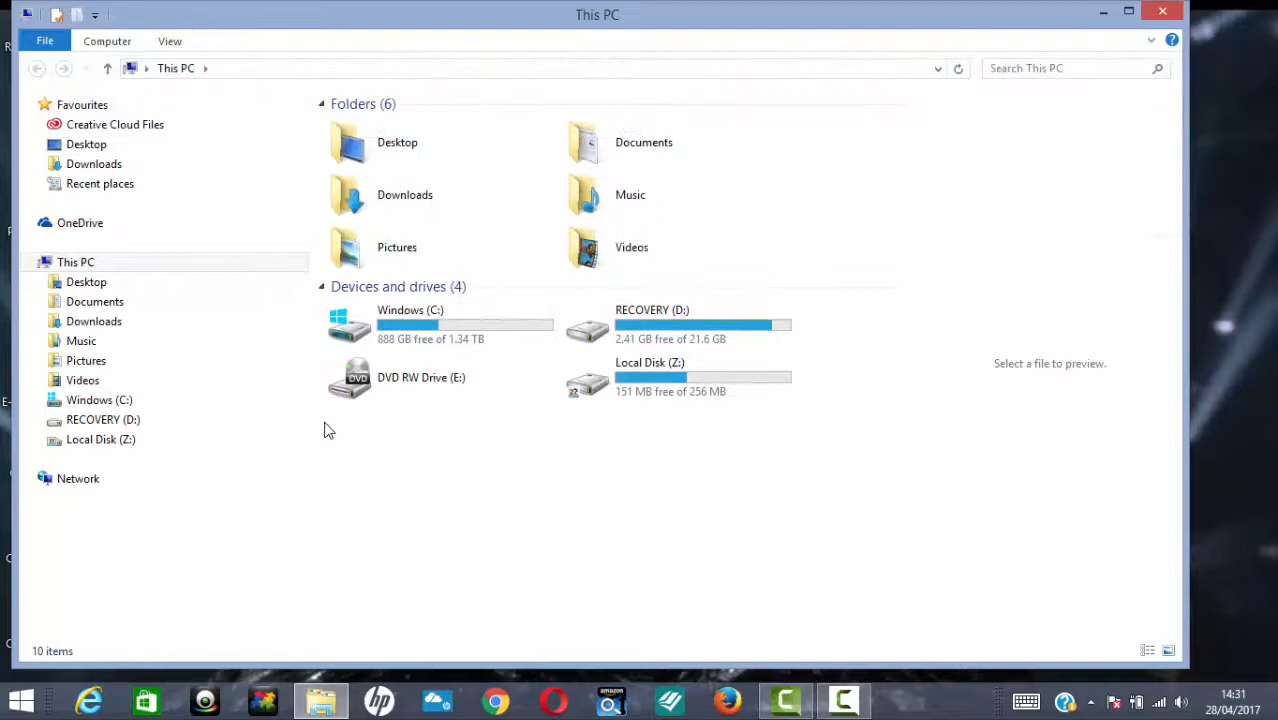 This PC
File
Computer
View
This PC
Search This PC
Favourites
Creative Cloud Files
Desktop
Downloads
Recent places
OneDrive
This PC
Desktop
Documents
Downloads
Music
Pictures
Videos
Windows (C:)
RECOVERY (D:)
Local Disk (Z:)
Network
Folders (6)
Desktop
Documents
Downloads
Music
Pictures
Videos
Devices and drives (4)
Windows (C:)
888 GB free of 1.34 TB
RECOVERY (D:)
2.41 GB free of 21.6 GB
DVD
DVD RW Drive (E:)
Local Disk (Z:)
151 MB free of 256 MB
Select a file to preview.
10 items
hp
amazon
14:31
28/04/2017